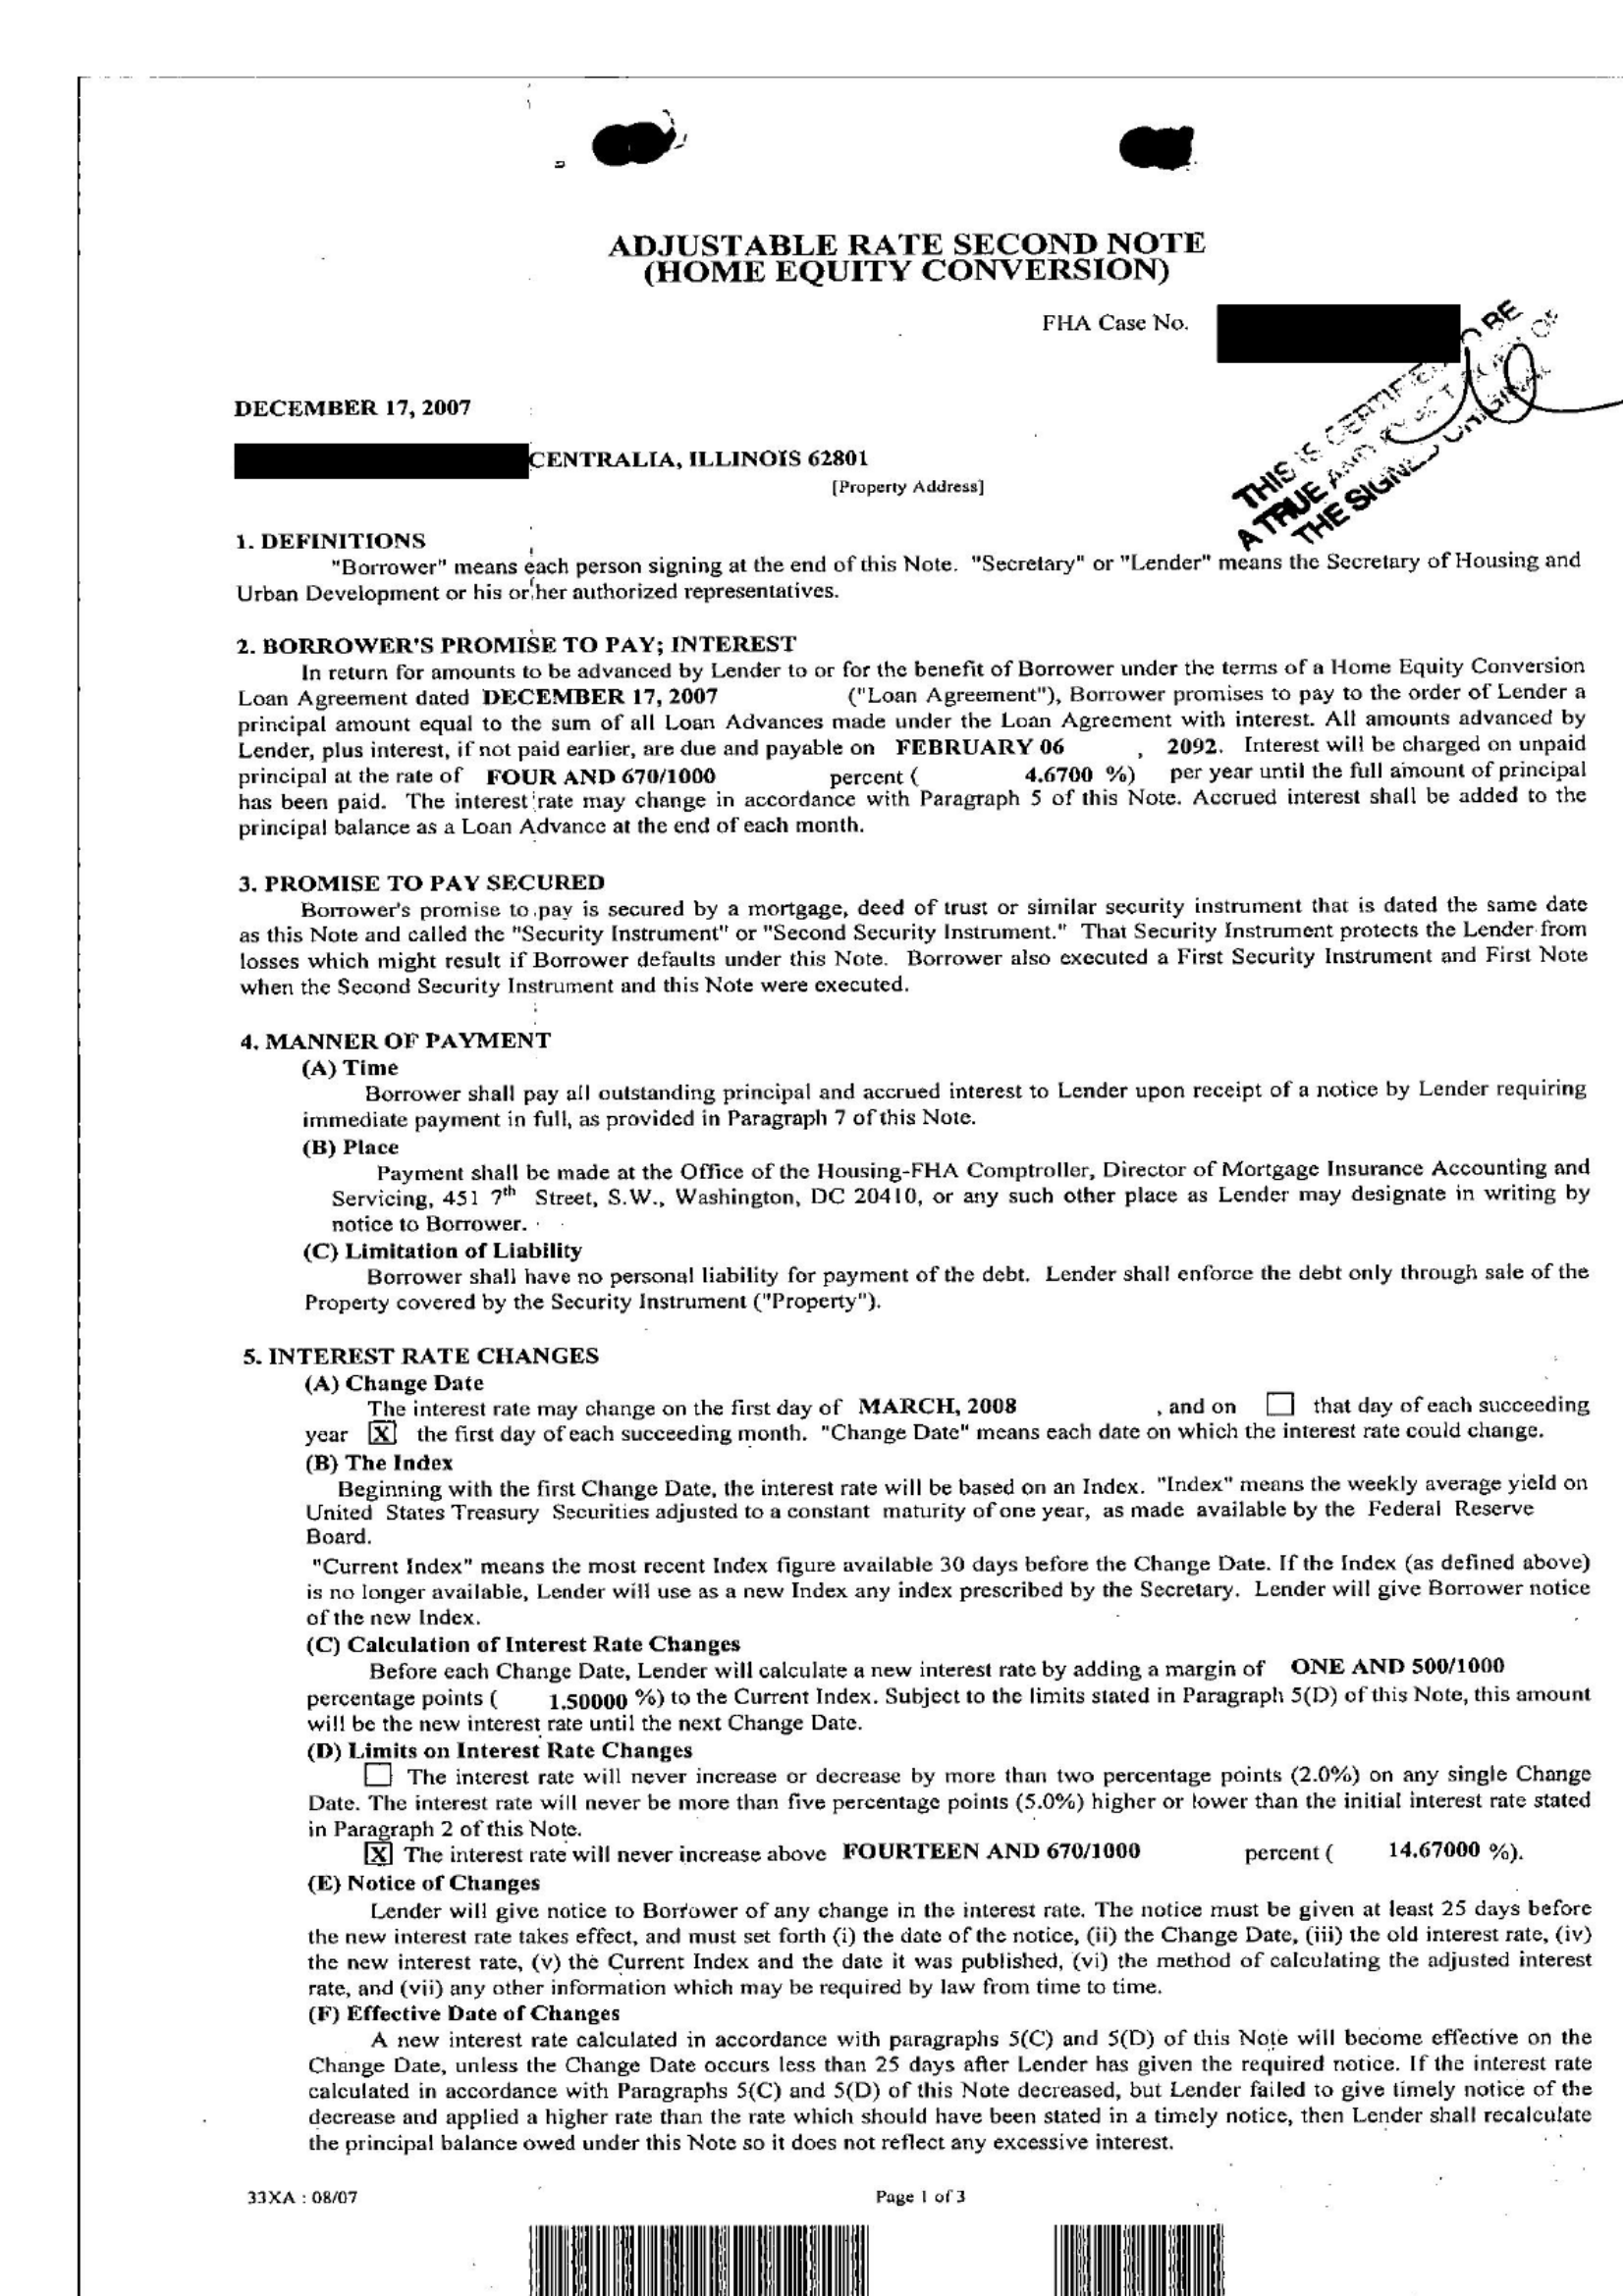 ADJUSTABLE RATE SECOND NOTE
(HOME EQUITY CONVERSION)
FHA Case No.
THIS IS CERTIFIED TO BE
A TRUE AND EXACT COPY OF
THE SIGNED ORIGINAL
DECEMBER 17, 2007
CENTRALIA, ILLINOIS 62801
[Property Address]
1. DEFINITIONS
"Borrower" means each person signing at the end of this Note. "Secretary" or "Lender" means the Secretary of Housing and
Urban Development or his or her authorized representatives.
2. BORROWER'S PROMISE TO PAY; INTEREST
In return for amounts to be advanced by Lender to or for the benefit of Borrower under the terms of a Home Equity Conversion
Loan Agreement dated DECEMBER 17, 2007 ("Loan Agreement"), Borrower promises to pay to the order of Lender a
principal amount equal to the sum of all Loan Advances made under the Loan Agreement with interest. All amounts advanced by
Lender, plus interest, if not paid earlier, are due and payable on FEBRUARY 06 , 2092. Interest will be charged on unpaid
principal at the rate of FOUR AND 670/1000 percent ( 4.6700 %) per year until the full amount of principal
has been paid. The interest rate may change in accordance with Paragraph 5 of this Note. Accrued interest shall be added to the
principal balance as a Loan Advance at the end of each month.
3. PROMISE TO PAY SECURED
Borrower's promise to pay is secured by a mortgage, deed of trust or similar security instrument that is dated the same date
as this Note and called the "Security Instrument" or "Second Security Instrument." That Security Instrument protects the Lender from
losses which might result if Borrower defaults under this Note. Borrower also executed a First Security Instrument and First Note
when the Second Security Instrument and this Note were executed.
4. MANNER OF PAYMENT
(A) Time
Borrower shall pay all outstanding principal and accrued interest to Lender upon receipt of a notice by Lender requiring
immediate payment in full, as provided in Paragraph 7 of this Note.
(B) Place
Payment shall be made at the Office of the Housing-FHA Comptroller, Director of Mortgage Insurance Accounting and
Servicing, 451 7th Street, S.W., Washington, DC 20410, or any such other place as Lender may designate in writing by
notice to Borrower.
(C) Limitation of Liability
Borrower shall have no personal liability for payment of the debt. Lender shall enforce the debt only through sale of the
Property covered by the Security Instrument ("Property").
5. INTEREST RATE CHANGES
(A) Change Date
The interest rate may change on the first day of MARCH, 2008 , and on ☐ that day of each succeeding
year [X] the first day of each succeeding month. "Change Date" means each date on which the interest rate could change.
(B) The Index
Beginning with the first Change Date, the interest rate will be based on an Index. "Index" means the weekly average yield on
United States Treasury Securities adjusted to a constant maturity of one year, as made available by the Federal Reserve
Board.
"Current Index" means the most recent Index figure available 30 days before the Change Date. If the Index (as defined above)
is no longer available, Lender will use as a new Index any index prescribed by the Secretary. Lender will give Borrower notice
of the new Index.
(C) Calculation of Interest Rate Changes
Before each Change Date, Lender will calculate a new interest rate by adding a margin of ONE AND 500/1000
percentage points ( 1.50000 %) to the Current Index. Subject to the limits stated in Paragraph 5(D) of this Note, this amount
will be the new interest rate until the next Change Date.
(D) Limits on Interest Rate Changes
☐ The interest rate will never increase or decrease by more than two percentage points (2.0%) on any single Change
Date. The interest rate will never be more than five percentage points (5.0%) higher or lower than the initial interest rate stated
in Paragraph 2 of this Note.
[X] The interest rate will never increase above FOURTEEN AND 670/1000 percent ( 14.67000 %).
(E) Notice of Changes
Lender will give notice to Borrower of any change in the interest rate. The notice must be given at least 25 days before
the new interest rate takes effect, and must set forth (i) the date of the notice, (ii) the Change Date, (iii) the old interest rate, (iv)
the new interest rate, (v) the Current Index and the date it was published, (vi) the method of calculating the adjusted interest
rate, and (vii) any other information which may be required by law from time to time.
(F) Effective Date of Changes
A new interest rate calculated in accordance with paragraphs 5(C) and 5(D) of this Note will become effective on the
Change Date, unless the Change Date occurs less than 25 days after Lender has given the required notice. If the interest rate
calculated in accordance with Paragraphs 5(C) and 5(D) of this Note decreased, but Lender failed to give timely notice of the
decrease and applied a higher rate than the rate which should have been stated in a timely notice, then Lender shall recalculate
the principal balance owed under this Note so it does not reflect any excessive interest.
33XA : 08/07
Page 1 of 3